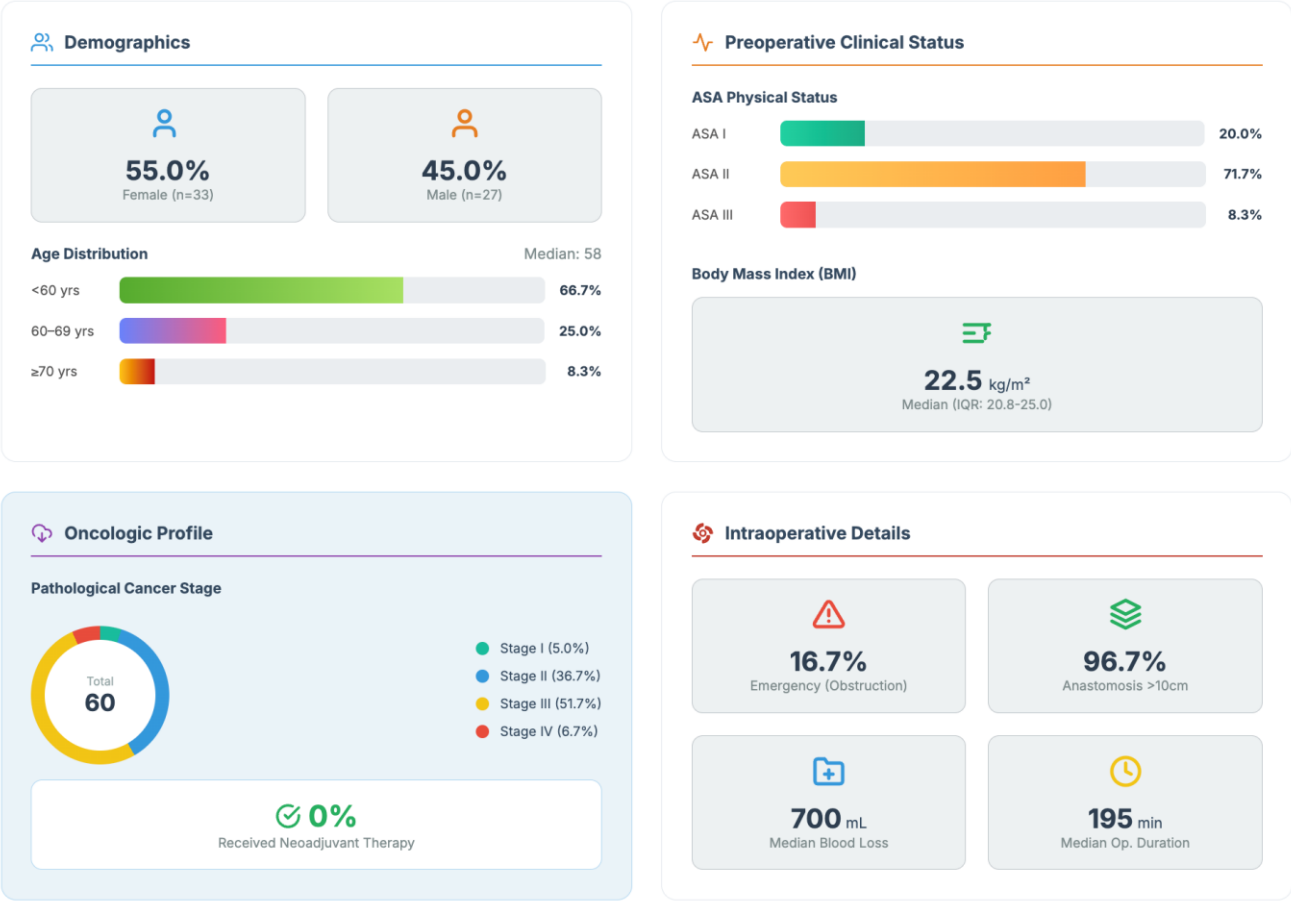 Demographics
55.0%
Female (n=33)
45.0%
Male (n=27)
Age Distribution
Median: 58
<60 yrs
66.7%
60–69 yrs
25.0%
≥70 yrs
8.3%
Preoperative Clinical Status
ASA Physical Status
ASA I
20.0%
ASA II
71.7%
ASA III
8.3%
Body Mass Index (BMI)
22.5 kg/m²
Median (IQR: 20.8-25.0)
Oncologic Profile
Pathological Cancer Stage
Total
60
Stage I (5.0%)
Stage II (36.7%)
Stage III (51.7%)
Stage IV (6.7%)
0%
Received Neoadjuvant Therapy
Intraoperative Details
16.7%
Emergency (Obstruction)
96.7%
Anastomosis >10cm
700 mL
Median Blood Loss
195 min
Median Op. Duration